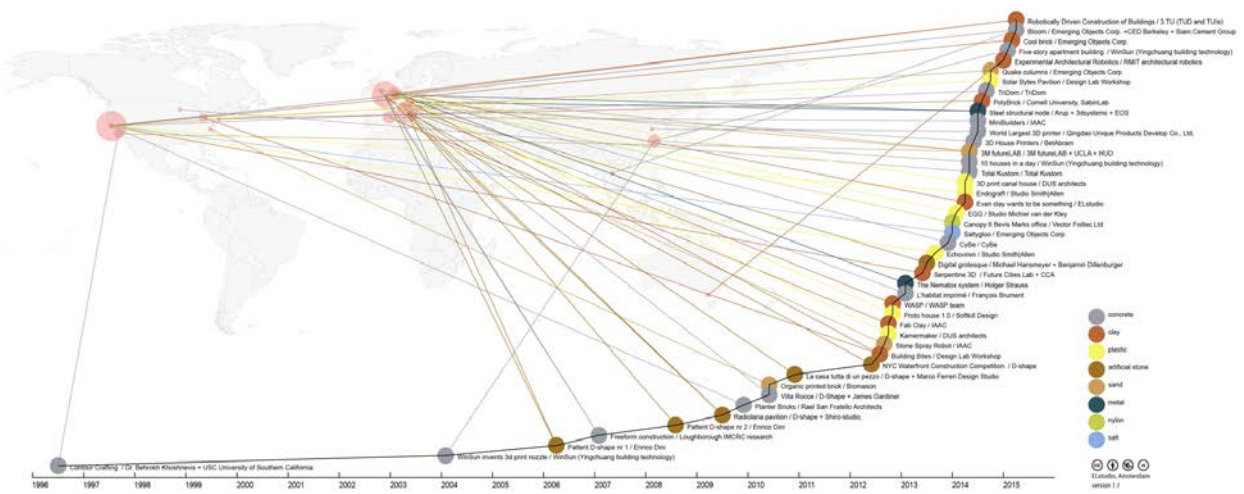 Robotically Driven Construction of Buildings / 3.TU (TUD and TU/e)
Bloom / Emerging Objects Corp. +CED Berkeley + Siam Cement Group
Cool brick / Emerging Objects Corp.
Five-story apartment building / WinSun (Yingchuang building technology)
Experimental Architectural Robotics / RMIT architectural robotics
Quake columns / Emerging Objects Corp.
Solar Bytes Pavilion / Design Lab Workshop
TriDom / TriDom
PolyBrick / Cornell University, SabinLab
Steel structural node / Arup + 3dsystems + EOS
MiniBuilders / IAAC
World Largest 3D printer / Qingdao Unique Products Develop Co., Ltd.
3D House Printers / BetAbram
3M futureLAB / 3M futureLAB + UCLA + HUD
10 houses in a day / WinSun (Yingchuang building technology)
Total Kustom / Total Kustom
3D print canal house / DUS architects
Endograft / Studio Smith|Allen
Even clay wants to be something / ELstudio
EGG / Studio Michiel van der Kley
Canopy 6 Bevis Marks office / Vector Foiltec Ltd
Saltygloo / Emerging Objects Corp.
CyBe / CyBe
Echoviren / Studio Smith|Allen
Digital grotesque / Michael Hansmeyer + Benjamin Dillenburger
Serpentine 3D / Future Cities Lab + CCA
The Nematox system / Holger Strauss
L'habitat imprimé / François Brument
WASP / WASP team
Proto house 1.0 / Softkill Design
Fab Clay / IAAC
Kamermaker / DUS architects
Stone Spray Robot / IAAC
Building Bites / Design Lab Workshop
NYC Waterfront Construction Competition / D-shape
La casa tutta di un pezzo / D-shape + Marco Ferreri Design Studio
Organic printed brick / Biomason
Villa Rocce / D-Shape + James Gardiner
Planter Bricks / Rael San Fratello Architects
Radiolaria pavilion / D-shape + Shiro-studio.
Patent D-shape nr 2 / Enrico Dini
Freeform construction / Loughborough IMCRC research
Patent D-shape nr 1 / Enrico Dini
WinSun invents 3d print nozzle / WinSun (Yingchuang building technology)
Contour Crafting / Dr. Behrokh Khoshnevis + USC University of Southern California
concrete
clay
plastic
artificial stone
sand
metal
nylon
salt
ELstudio, Amsterdam
version 1.1
1996 1997 1998 1999 2000 2001 2002 2003 2004 2005 2006 2007 2008 2009 2010 2011 2012 2013 2014 2015